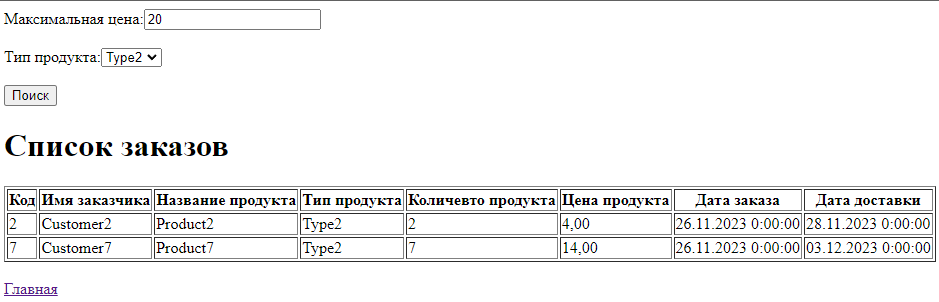 Максимальная цена: 20
Тип продукта: Type2
Поиск
Список заказов
Код Имя заказчика Название продукта Тип продукта Количевто продукта Цена продукта Дата заказа Дата доставки
2 Customer2 Product2 Type2 2 4,00 26.11.2023 0:00:00 28.11.2023 0:00:00
7 Customer7 Product7 Type2 7 14,00 26.11.2023 0:00:00 03.12.2023 0:00:00
Главная